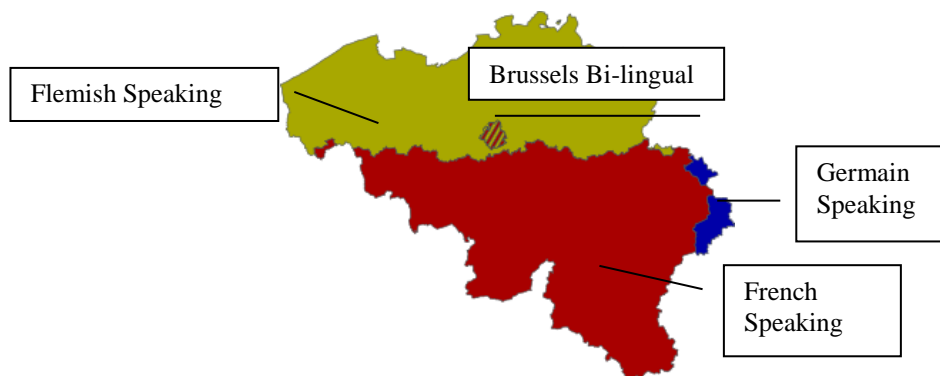 Brussels Bi-lingual
Flemish Speaking
Germain
Speaking
French
Speaking